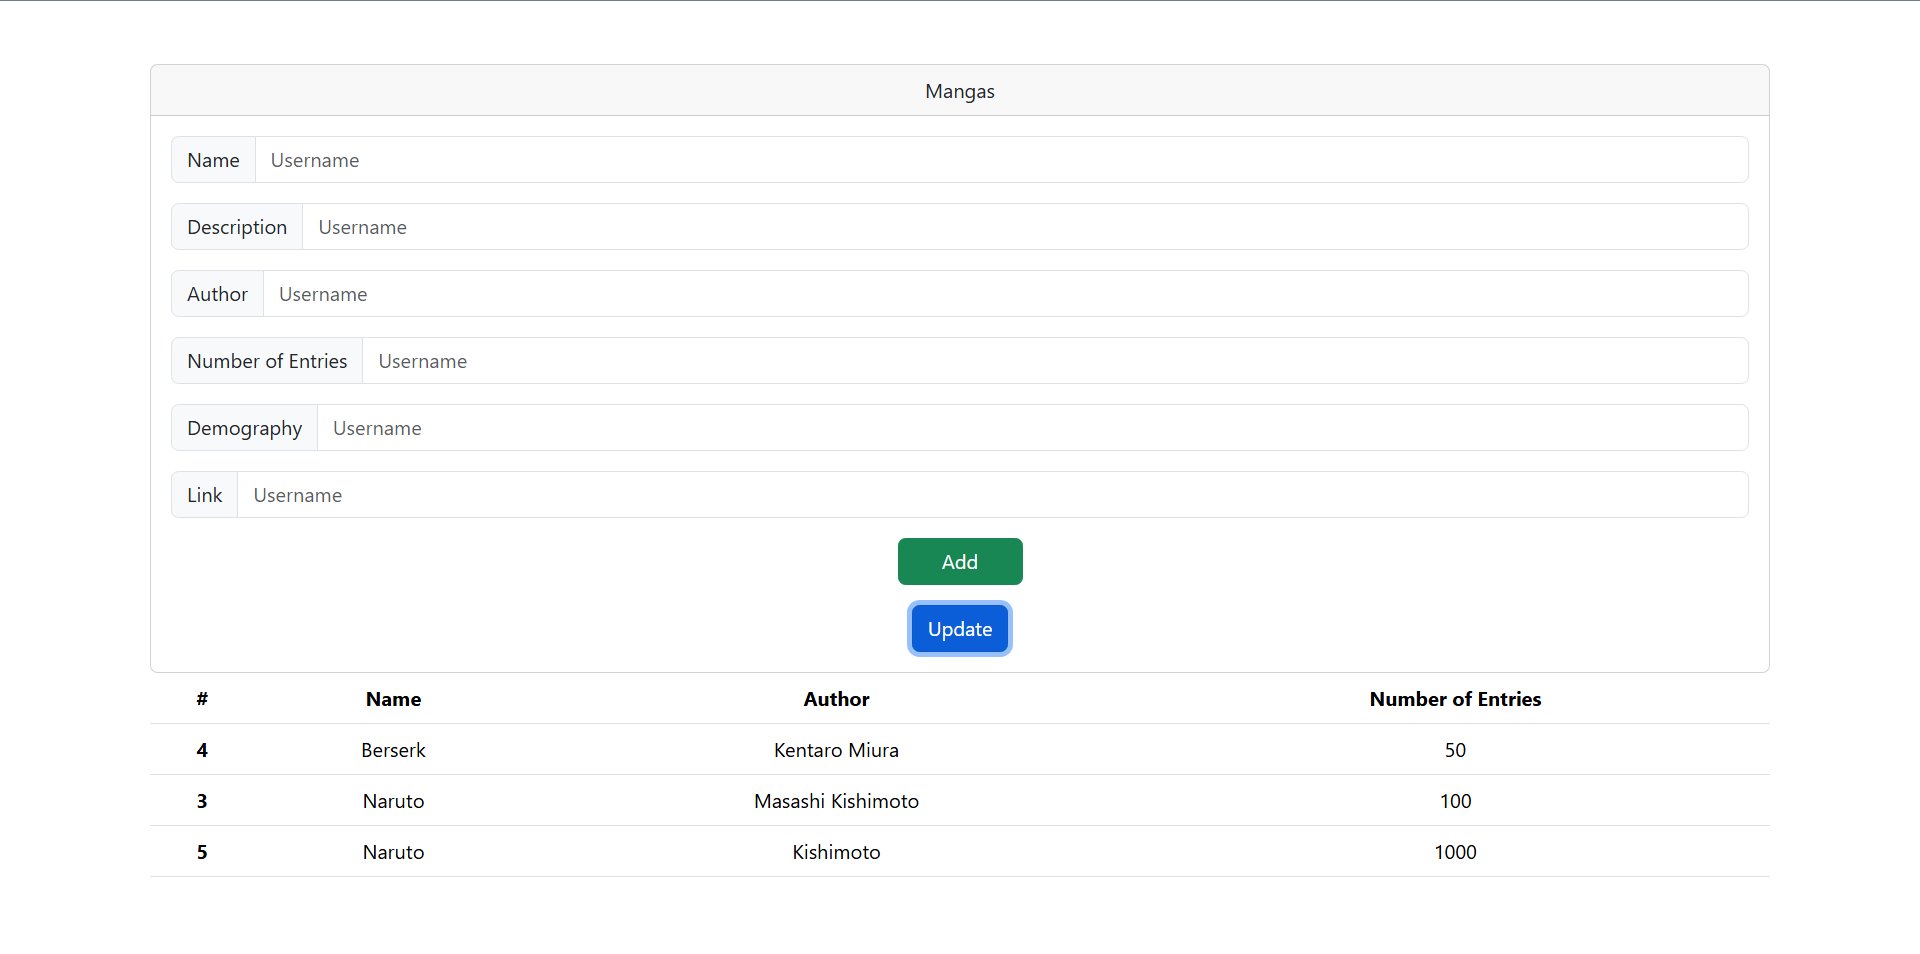 Mangas
Name Username
Description Username
Author Username
Number of Entries Username
Demography Username
Link Username
Add
Update
# Name Author Number of Entries
4 Berserk Kentaro Miura 50
3 Naruto Masashi Kishimoto 100
5 Naruto Kishimoto 1000